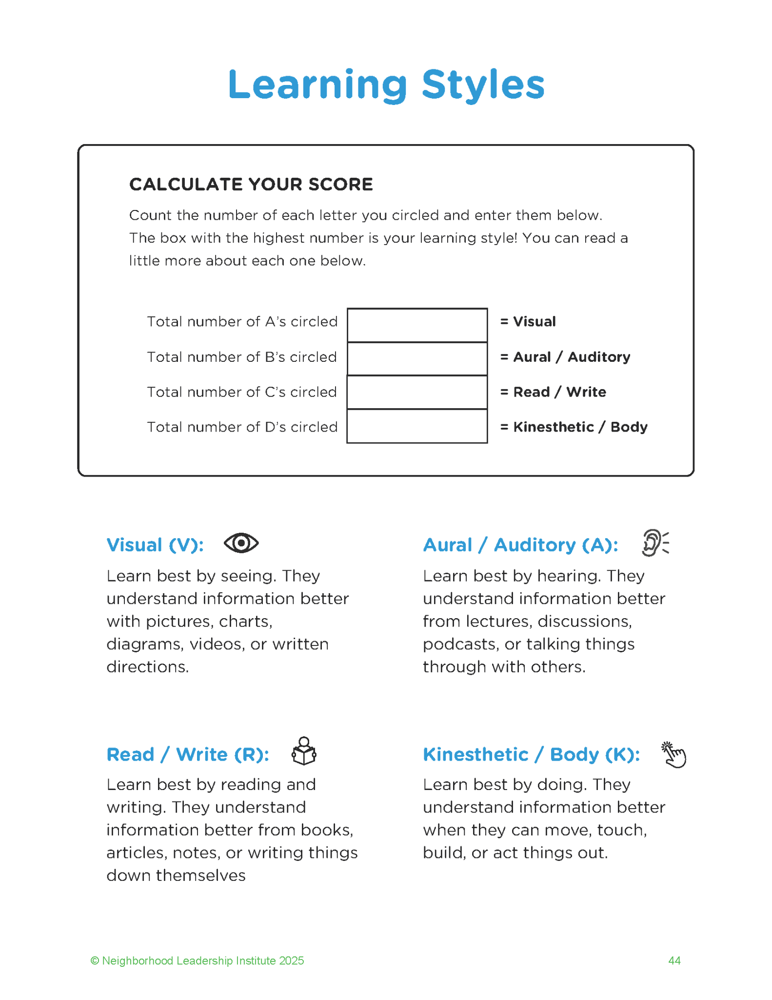 Learning Styles
CALCULATE YOUR SCORE
Count the number of each letter you circled and enter them below.
The box with the highest number is your learning style! You can read a
little more about each one below.
Total number of A’s circled = Visual
Total number of B’s circled = Aural / Auditory
Total number of C’s circled = Read / Write
Total number of D’s circled = Kinesthetic / Body
Visual (V):
Learn best by seeing. They
understand information better
with pictures, charts,
diagrams, videos, or written
directions.
Aural / Auditory (A):
Learn best by hearing. They
understand information better
from lectures, discussions,
podcasts, or talking things
through with others.
Read / Write (R):
Learn best by reading and
writing. They understand
information better from books,
articles, notes, or writing things
down themselves
Kinesthetic / Body (K):
Learn best by doing. They
understand information better
when they can move, touch,
build, or act things out.
© Neighborhood Leadership Institute 2025
44